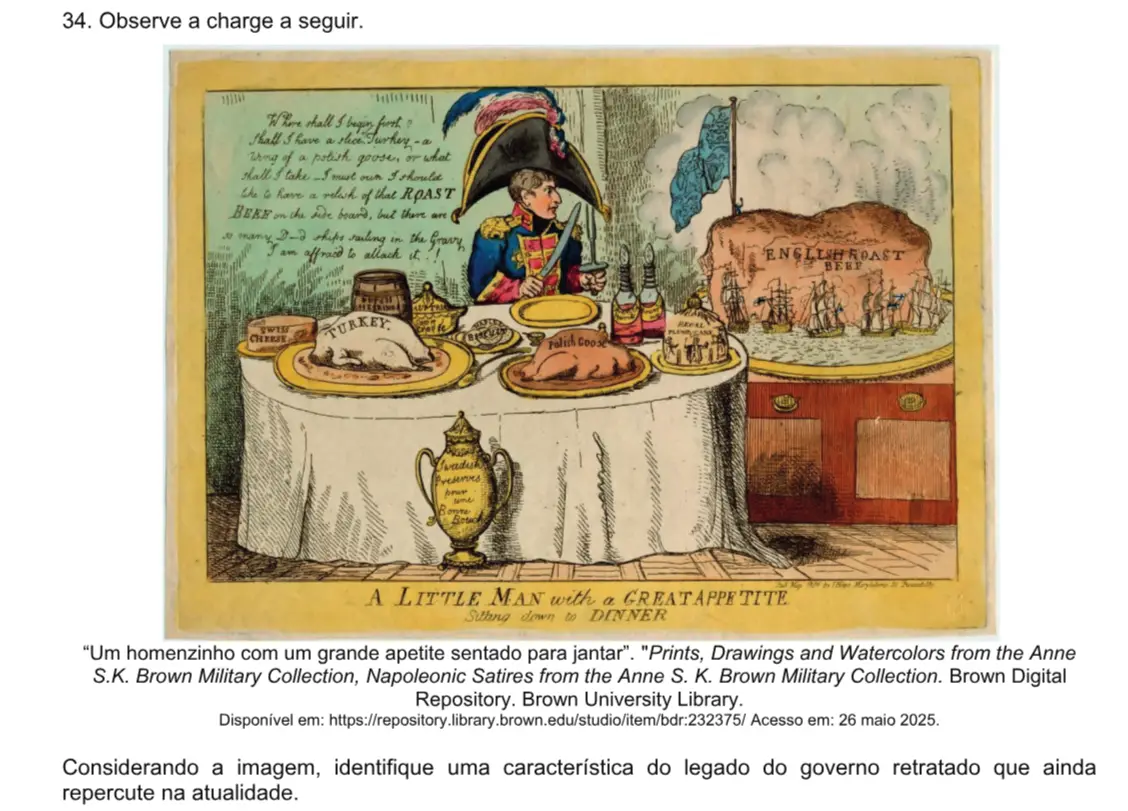 34. Observe a charge a seguir.
Where shall I begin first?
Shall I have a slice Turkey - a
Wing of a polish goose, or what
shall I take - I must own I should
like to have a relish of that ROAST
BEEF on the side board, but there are
so many D-d ships sailing in the Gravy
I am affraid to attack it . . !
ENGLISH ROAST
BEEF
SWISS
CHEESE
TURKEY.
Polish Goose
Swedish
Preserves
pour
une
Bonne
Bouch
A LITTLE MAN with a GREAT APPETITE
Sitting down to DINNER
“Um homenzinho com um grande apetite sentado para jantar”. "Prints, Drawings and Watercolors from the Anne
S.K. Brown Military Collection, Napoleonic Satires from the Anne S. K. Brown Military Collection. Brown Digital
Repository. Brown University Library.
Disponível em: https://repository.library.brown.edu/studio/item/bdr:232375/ Acesso em: 26 maio 2025.
Considerando a imagem, identifique uma característica do legado do governo retratado que ainda
repercute na atualidade.